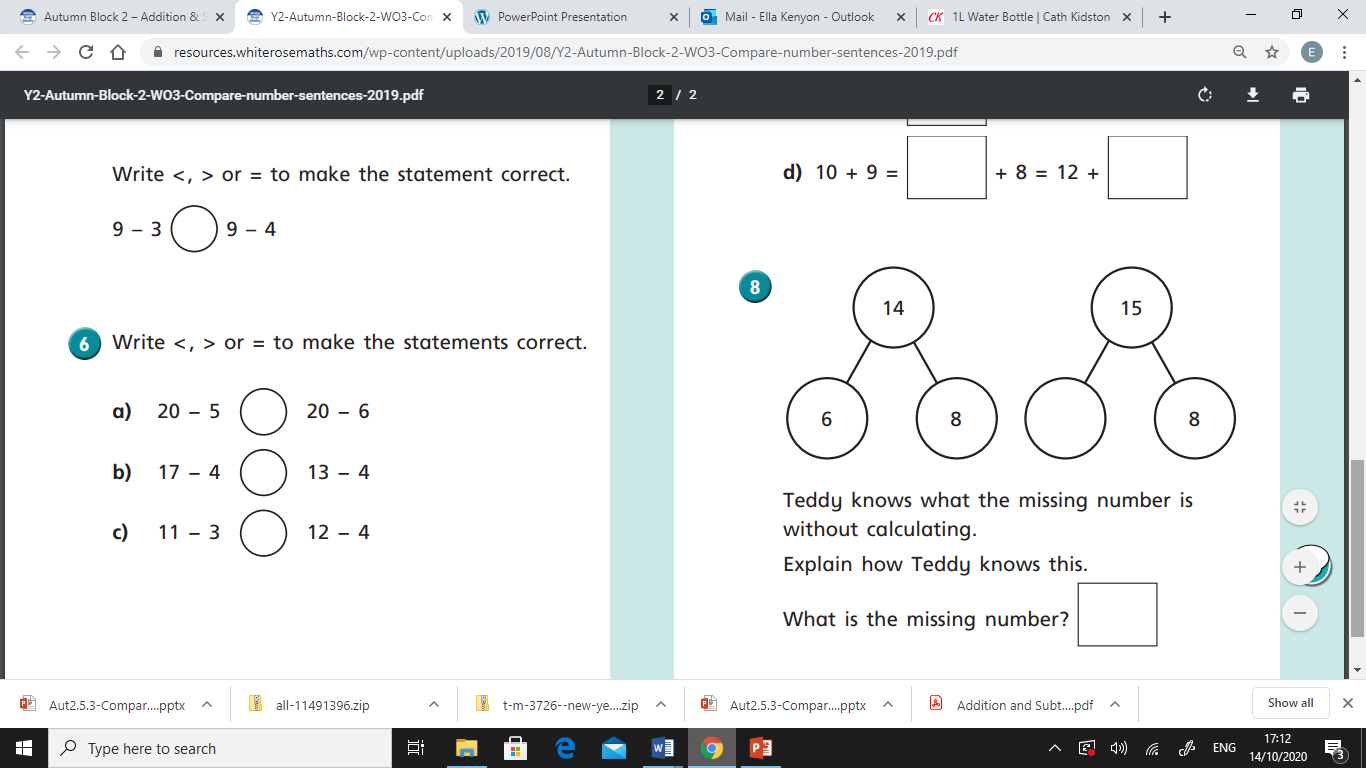 Autumn Block 2 – Addition & S
Y2-Autumn-Block-2-WO3-Con
PowerPoint Presentation
Mail - Ella Kenyon - Outlook
CK 1L Water Bottle | Cath Kidston
resources.whiterosemaths.com/wp-content/uploads/2019/08/Y2-Autumn-Block-2-WO3-Compare-number-sentences-2019.pdf
E
Y2-Autumn-Block-2-WO3-Compare-number-sentences-2019.pdf
2 / 2
Write <, > or = to make the statement correct.
9 – 3 9 – 4
6 Write <, > or = to make the statements correct.
a) 20 – 5 20 – 6
b) 17 – 4 13 – 4
c) 11 – 3 12 – 4
d) 10 + 9 = + 8 = 12 +
8
14 15
6 8 8
Teddy knows what the missing number is
without calculating.
Explain how Teddy knows this.
What is the missing number?
Aut2.5.3-Compar....pptx
all-11491396.zip
t-m-3726--new-ye....zip
Aut2.5.3-Compar....pptx
Addition and Subt....pdf
Show all
Type here to search
ENG
17:12
14/10/2020
3